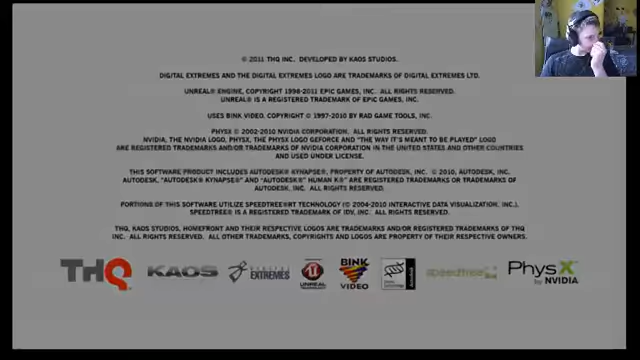 © 2011 THQ INC. DEVELOPED BY KAOS STUDIOS.
DIGITAL EXTREMES AND THE DIGITAL EXTREMES LOGO ARE TRADEMARKS OF DIGITAL EXTREMES LTD.
UNREAL® ENGINE, COPYRIGHT 1998-2011 EPIC GAMES, INC. ALL RIGHTS RESERVED.
UNREAL® IS A REGISTERED TRADEMARK OF EPIC GAMES, INC.
USES BINK VIDEO. COPYRIGHT © 1997-2010 BY RAD GAME TOOLS, INC.
PHYSX © 2002-2010 NVIDIA CORPORATION. ALL RIGHTS RESERVED.
NVIDIA, THE NVIDIA LOGO, PHYSX, THE PHYSX LOGO GEFORCE AND "THE WAY IT'S MEANT TO BE PLAYED" LOGO
ARE REGISTERED TRADEMARKS AND/OR TRADEMARKS OF NVIDIA CORPORATION IN THE UNITED STATES AND OTHER COUNTRIES
AND USED UNDER LICENSE.
THIS SOFTWARE PRODUCT INCLUDES AUTODESK® KYNAPSE®, PROPERTY OF AUTODESK, INC. © 2010, AUTODESK, INC.
AUTODESK, "AUTODESK® KYNAPSE® AND "AUTODESK®" HUMAN IK® ARE REGISTERED TRADEMARKS OR TRADEMARKS OF
AUTODESK, INC. ALL RIGHTS RESERVED.
PORTIONS OF THIS SOFTWARE UTILIZE SPEEDTREE®RT TECHNOLOGY (© 2004-2010 INTERACTIVE DATA VISUALIZATION, INC.).
SPEEDTREE® IS A REGISTERED TRADEMARK OF IDV, INC. ALL RIGHTS RESERVED.
THQ, KAOS STUDIOS, HOMEFRONT AND THEIR RESPECTIVE LOGOS ARE TRADEMARKS AND/OR REGISTERED TRADEMARKS OF THQ
INC. ALL RIGHTS RESERVED. ALL OTHER TRADEMARKS, COPYRIGHTS AND LOGOS ARE PROPERTY OF THEIR RESPECTIVE OWNERS.
THQ KAOS DIGITAL EXTREMES UNREAL BINK VIDEO Autodesk speedtree PhysX by NVIDIA